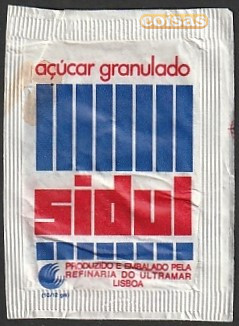 coisas
açúcar granulado
sidul
PRODUZIDO E EMBALADO PELA
REFINARIA DO ULTRAMAR
LISBOA